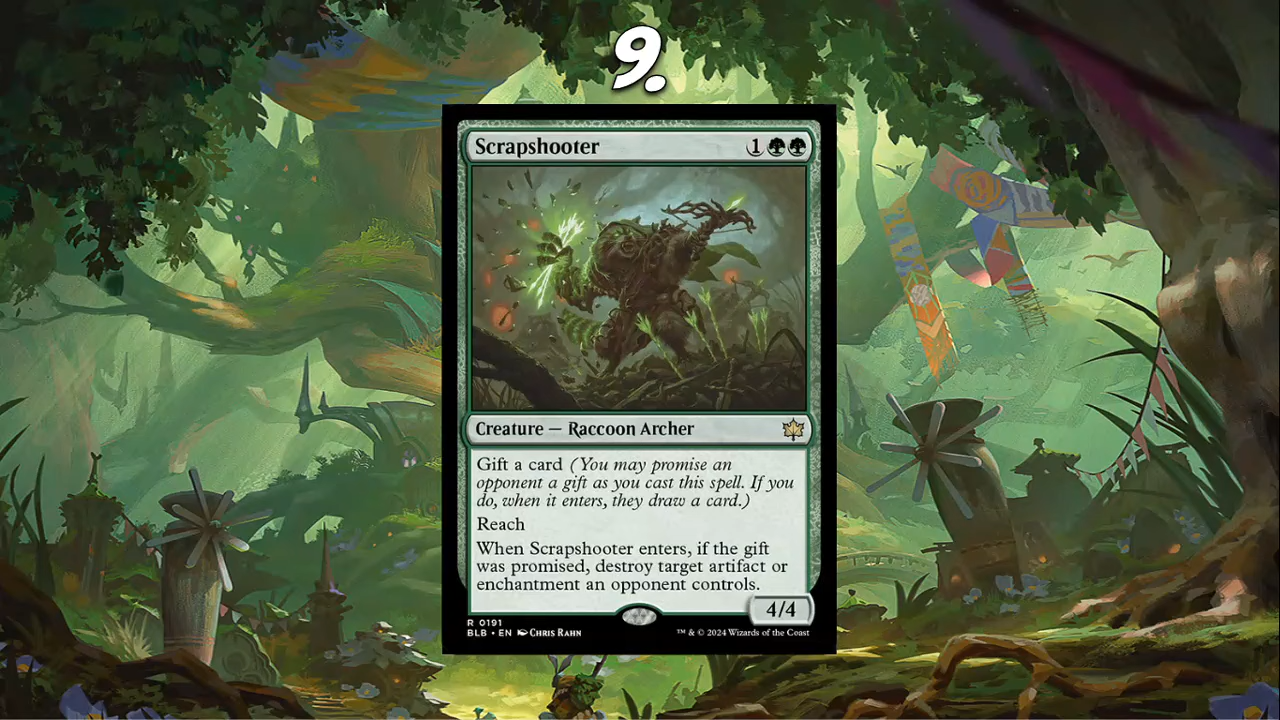 9.
Scrapshooter 1
Creature — Raccoon Archer
Gift a card (You may promise an
opponent a gift as you cast this spell. If you
do, when it enters, they draw a card.)
Reach
When Scrapshooter enters, if the gift
was promised, destroy target artifact or
enchantment an opponent controls.
4/4
R 0191
BLB • EN Chris Rahn
™ & © 2024 Wizards of the Coast